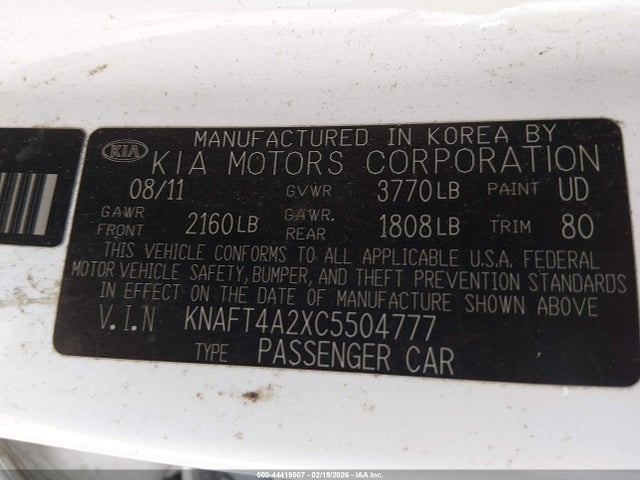 MANUFACTURED IN KOREA BY
KIA KIA MOTORS CORPORATION
08/11 GVWR 3770LB PAINT UD
GAWR FRONT 2160LB GAWR. REAR 1808LB TRIM 80
THIS VEHICLE CONFORMS TO ALL APPLICABLE U.S.A. FEDERAL
MOTOR VEHICLE SAFETY, BUMPER, AND THEFT PREVENTION STANDARDS
IN EFFECT ON THE DATE OF MANUFACTURE SHOWN ABOVE
V.I.N KNAFT4A2XC5504777
TYPE PASSENGER CAR
000-44419507 - 02/19/2026 - COPYRIGHT © IAA, LLC.